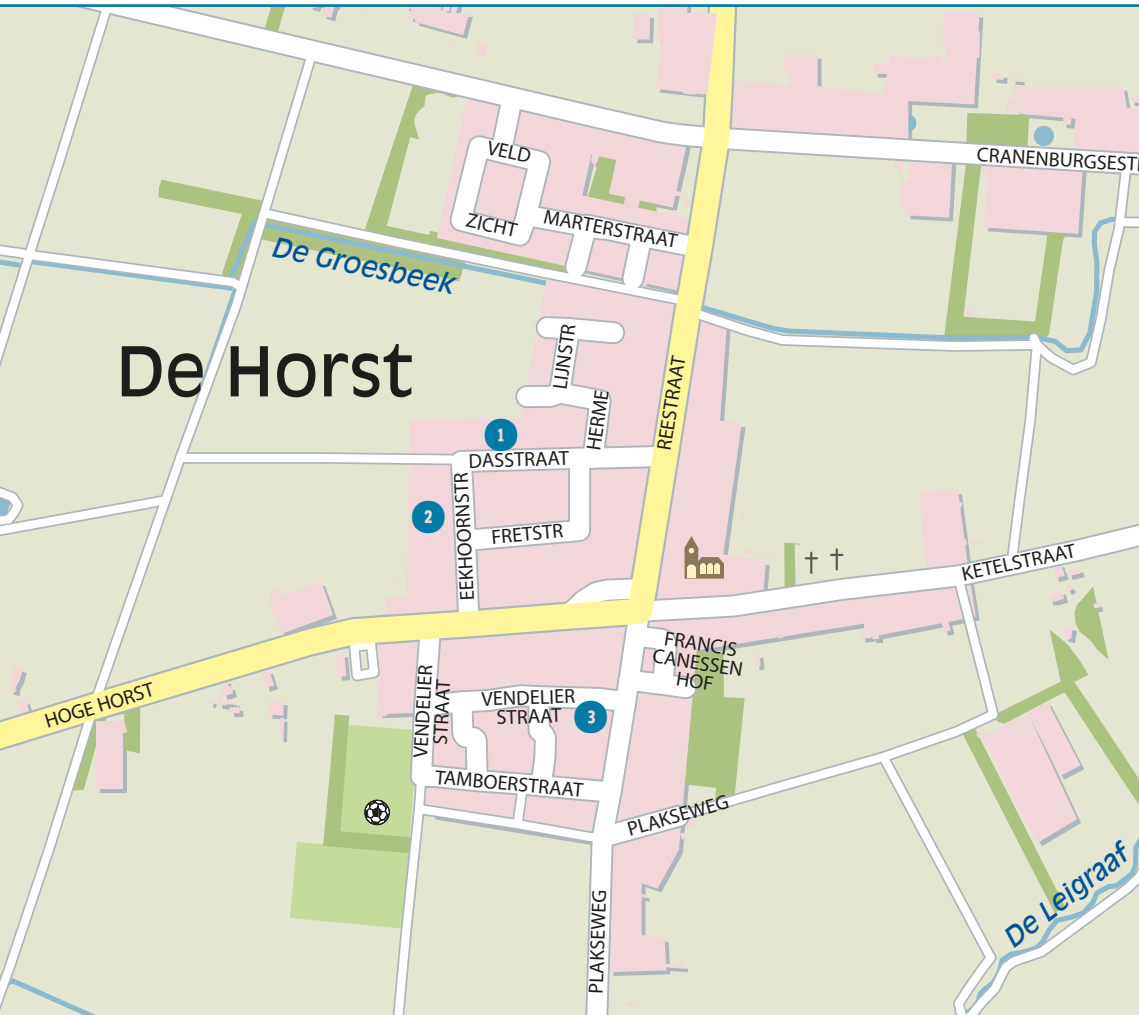 VELD
ZICHT
MARTERSTRAAT
CRANENBURGSEST
De Groesbeek
De Horst
LIJNSTR
HERME
REESTRAAT
1
DASSTRAAT
2
EEKHOORNSTR
FRETSTR
KETELSTRAAT
FRANCIS
CANESSEN
HOF
HOGE HORST
VENDELIER
STRAAT
VENDELIER
STRAAT
3
TAMBOERSTRAAT
PLAKSEWEG
PLAKSEWEG
De Leigraaf